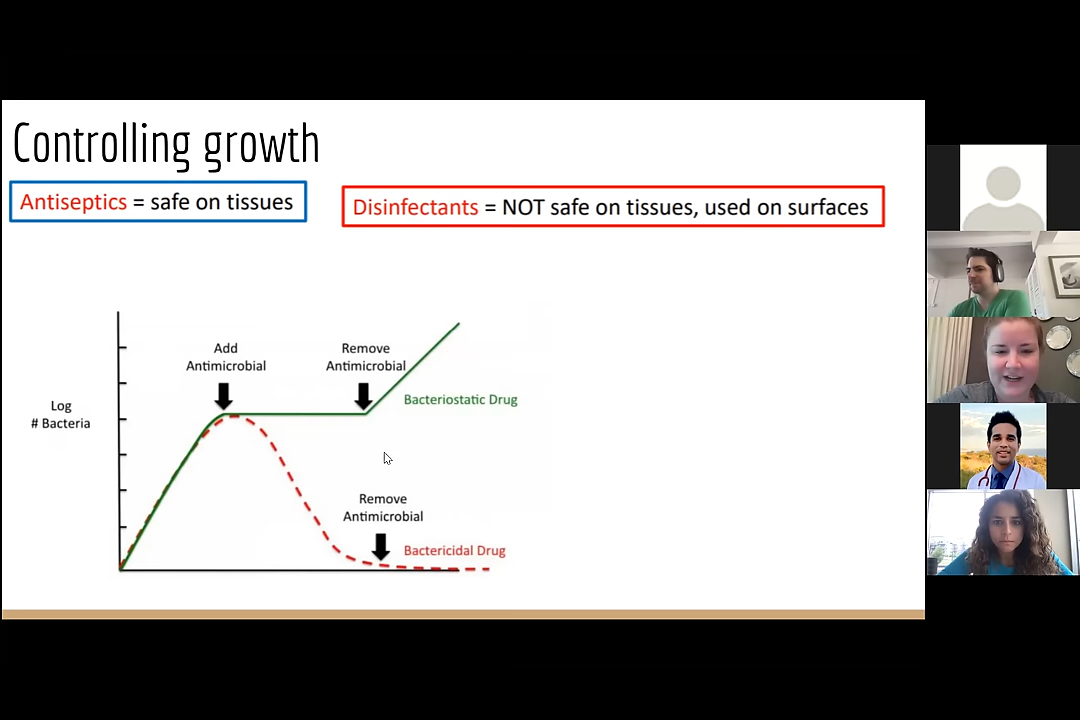 Controlling growth
Antiseptics = safe on tissues
Disinfectants = NOT safe on tissues, used on surfaces
Add
Antimicrobial
Remove
Antimicrobial
Log
# Bacteria
Bacteriostatic Drug
Remove
Antimicrobial
Bactericidal Drug